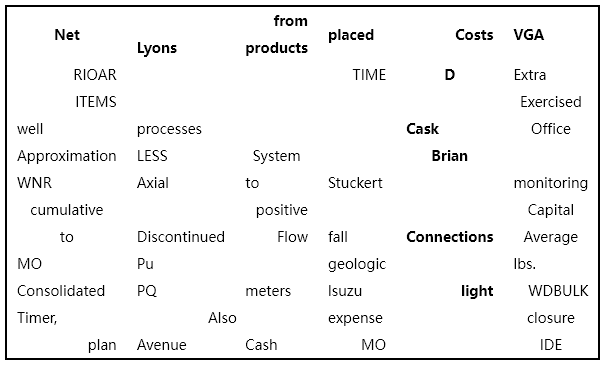 Net Lyons from products placed Costs VGA
RIOAR TIME D Extra
ITEMS Exercised
well processes Cask Office
Approximation LESS System Brian
WNR Axial to Stuckert monitoring
cumulative positive Capital
to Discontinued Flow fall Connections Average
MO Pu geologic lbs.
Consolidated PQ meters Isuzu light WDBULK
Timer, Also expense closure
plan Avenue Cash MO IDE